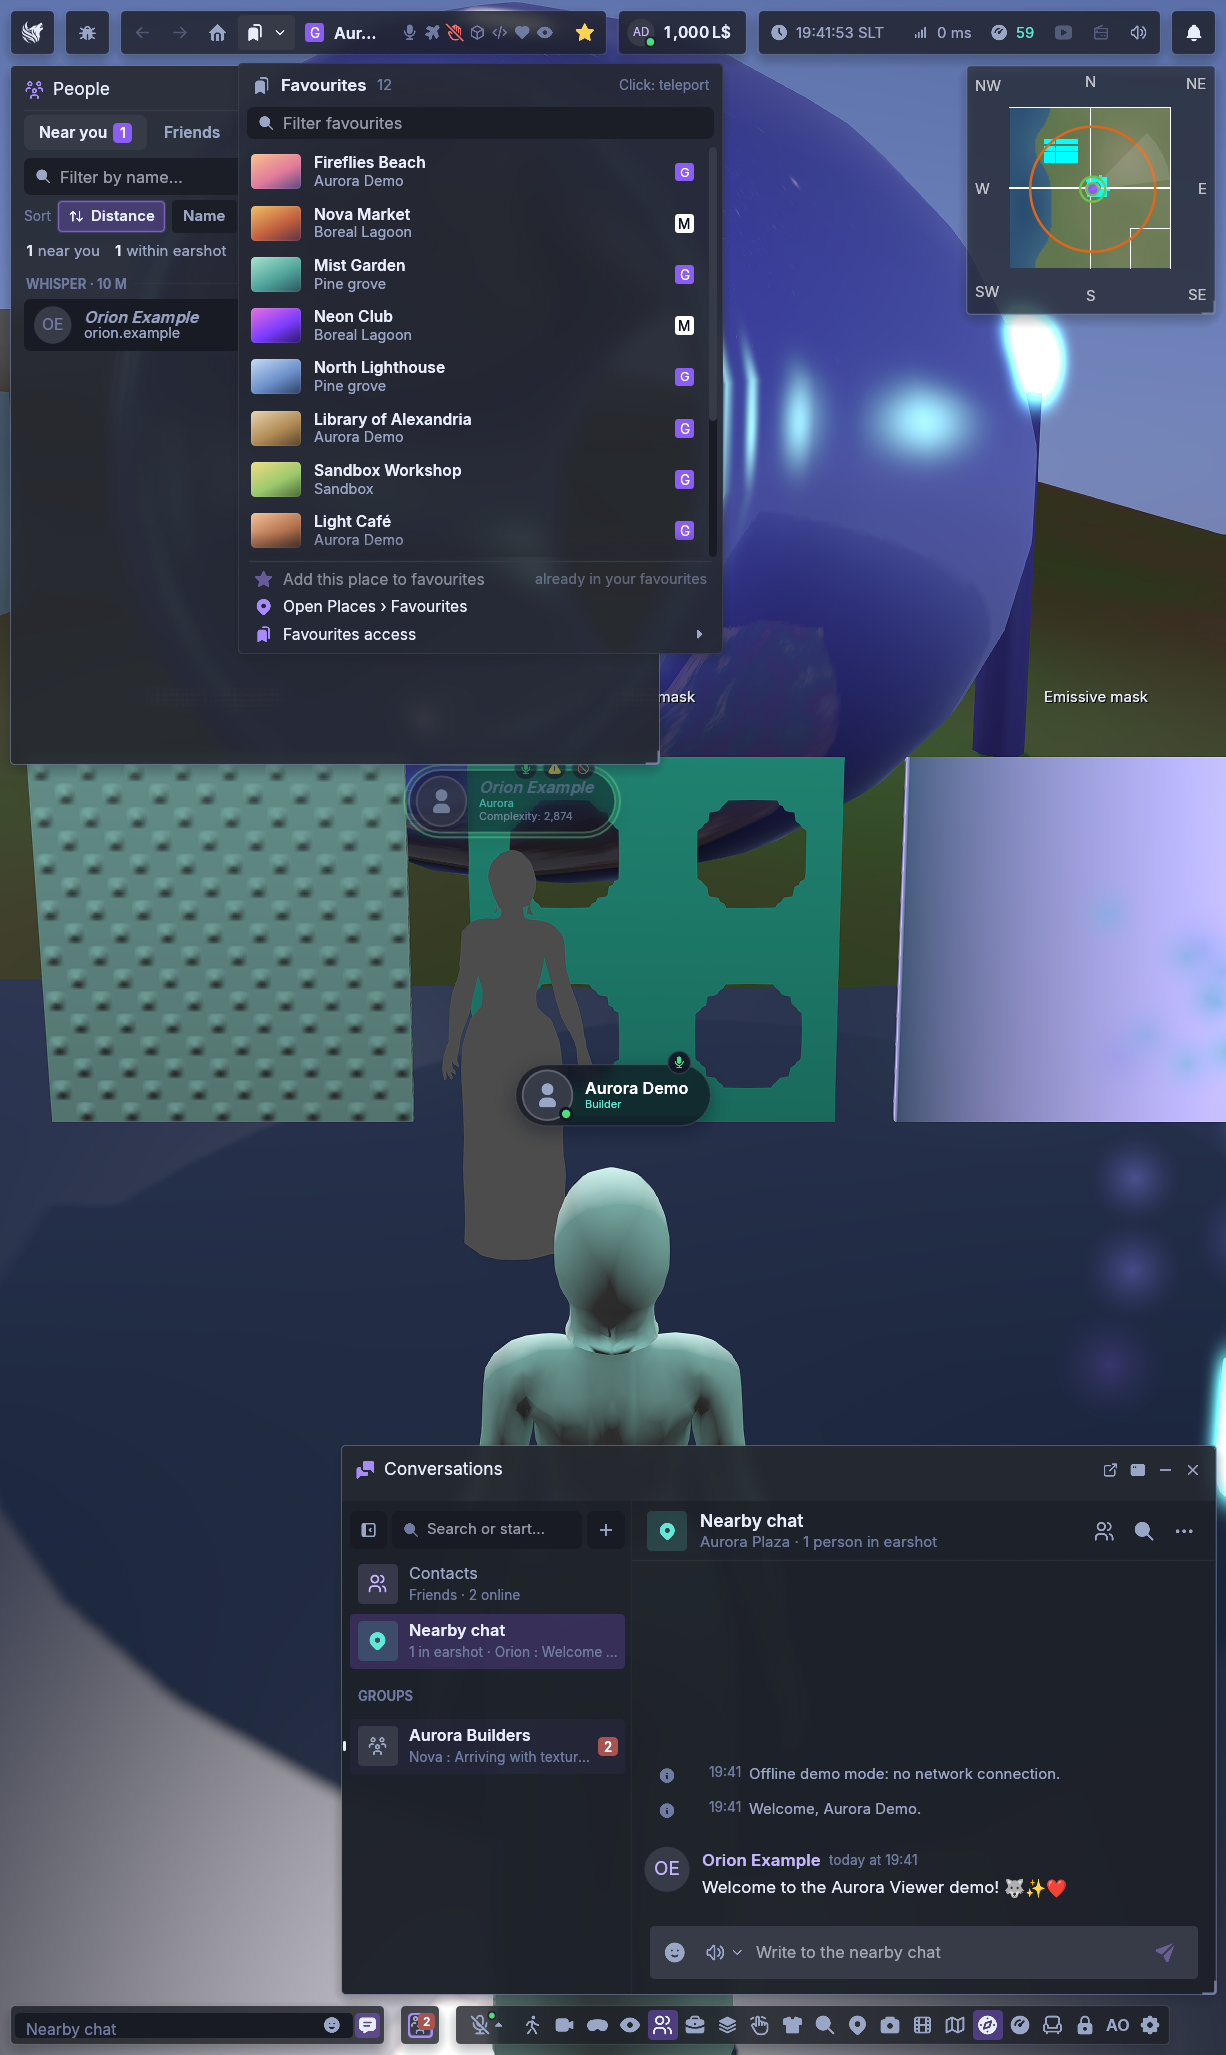 G Aur...
AD 1,000 L$
19:41:53 SLT 0 ms 59
People
Near you 1 Friends
Filter by name...
Sort Distance Name
1 near you 1 within earshot
WHISPER · 10 M
OE Orion Example
orion.example
Favourites 12 Click: teleport
Filter favourites
Fireflies Beach
Aurora Demo G
Nova Market
Boreal Lagoon M
Mist Garden
Pine grove G
Neon Club
Boreal Lagoon M
North Lighthouse
Pine grove G
Library of Alexandria
Aurora Demo G
Sandbox Workshop
Sandbox G
Light Café
Aurora Demo G
Add this place to favourites already in your favourites
Open Places › Favourites
Favourites access
NW N NE
W E
SW S SE
mask
Emissive mask
Orion Example
Aurora
Complexity: 2,874
Aurora Demo
Builder
Conversations
Search or start...
Contacts
Friends · 2 online
Nearby chat
1 in earshot · Orion : Welcome ...
GROUPS
Aurora Builders
Nova : Arriving with textur... 2
Nearby chat
Aurora Plaza · 1 person in earshot
19:41 Offline demo mode: no network connection.
19:41 Welcome, Aurora Demo.
OE Orion Example today at 19:41
Welcome to the Aurora Viewer demo! 🐺✨❤️
Write to the nearby chat
Nearby chat
2
AO